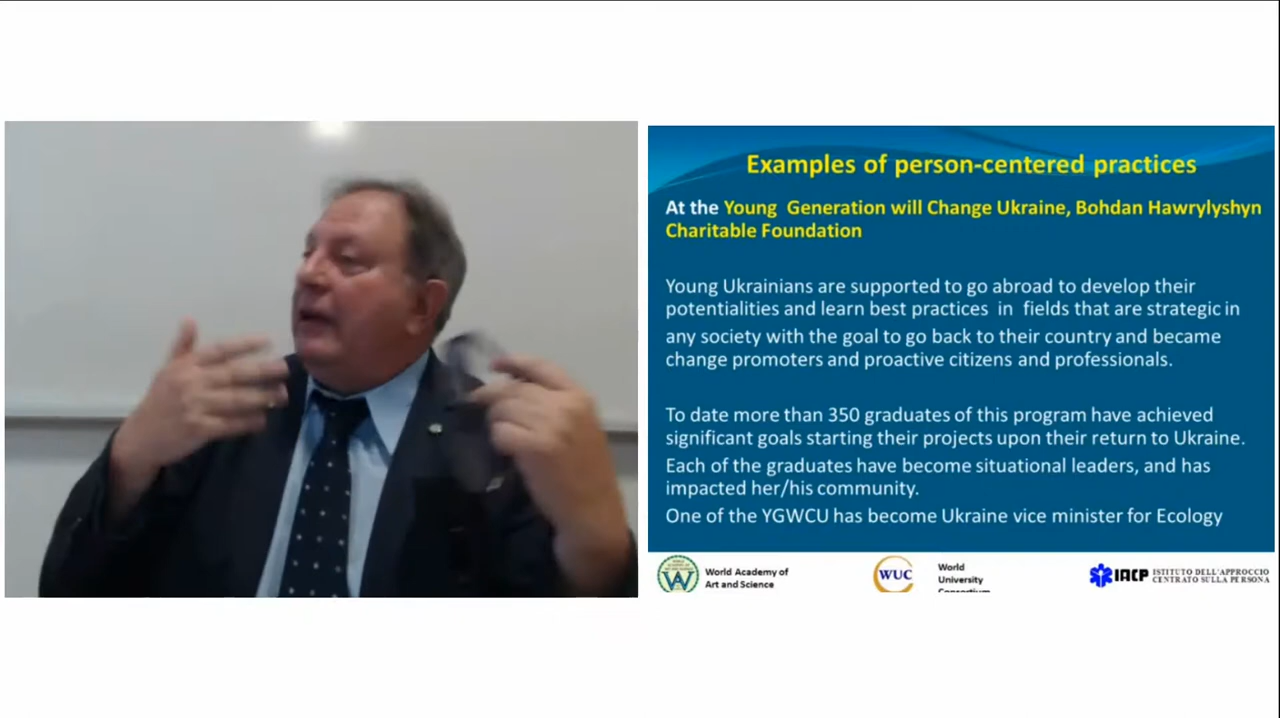 Examples of person-centered practices
At the Young Generation will Change Ukraine, Bohdan Hawrylyshyn
Charitable Foundation
Young Ukrainians are supported to go abroad to develop their
potentialities and learn best practices in fields that are strategic in
any society with the goal to go back to their country and became
change promoters and proactive citizens and professionals.
To date more than 350 graduates of this program have achieved
significant goals starting their projects upon their return to Ukraine.
Each of the graduates have become situational leaders, and has
impacted her/his community.
One of the YGWCU has become Ukraine vice minister for Ecology
World Academy of
Art and Science
WUC
World
University
Consortium
IACP ISTITUTO DELL'APPROCCIO
CENTRATO SULLA PERSONA